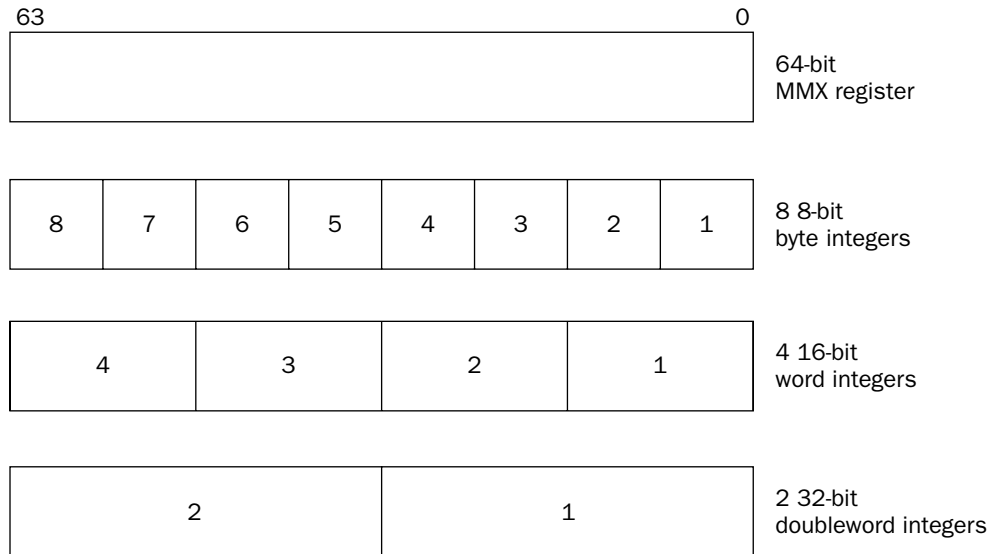 63 0
64-bit
MMX register
8 7 6 5 4 3 2 1
8 8-bit
byte integers
4 3 2 1
4 16-bit
word integers
2 1
2 32-bit
doubleword integers